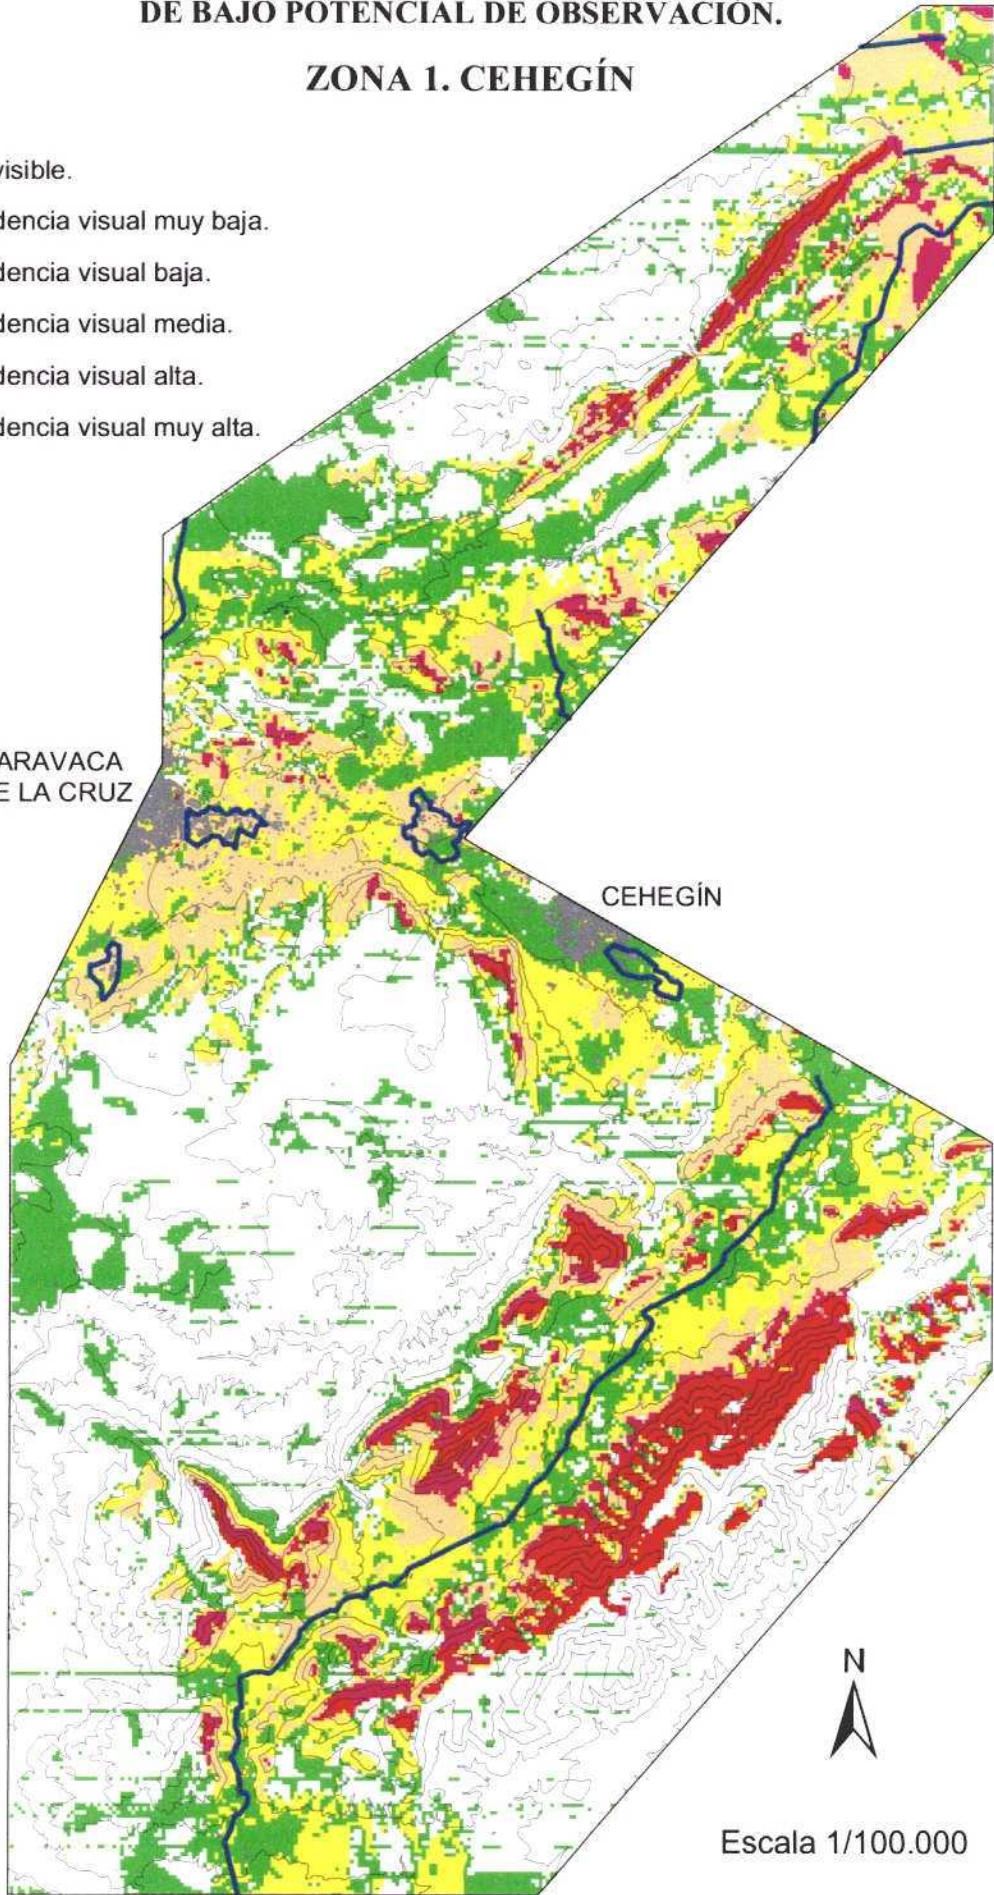 DE BAJO POTENCIAL DE OBSERVACIÓN.
ZONA 1. CEHEGÍN
visible.
dencia visual muy baja.
dencia visual baja.
dencia visual media.
dencia visual alta.
dencia visual muy alta.
ARAVACA
E LA CRUZ
CEHEGÍN
N
Escala 1/100.000